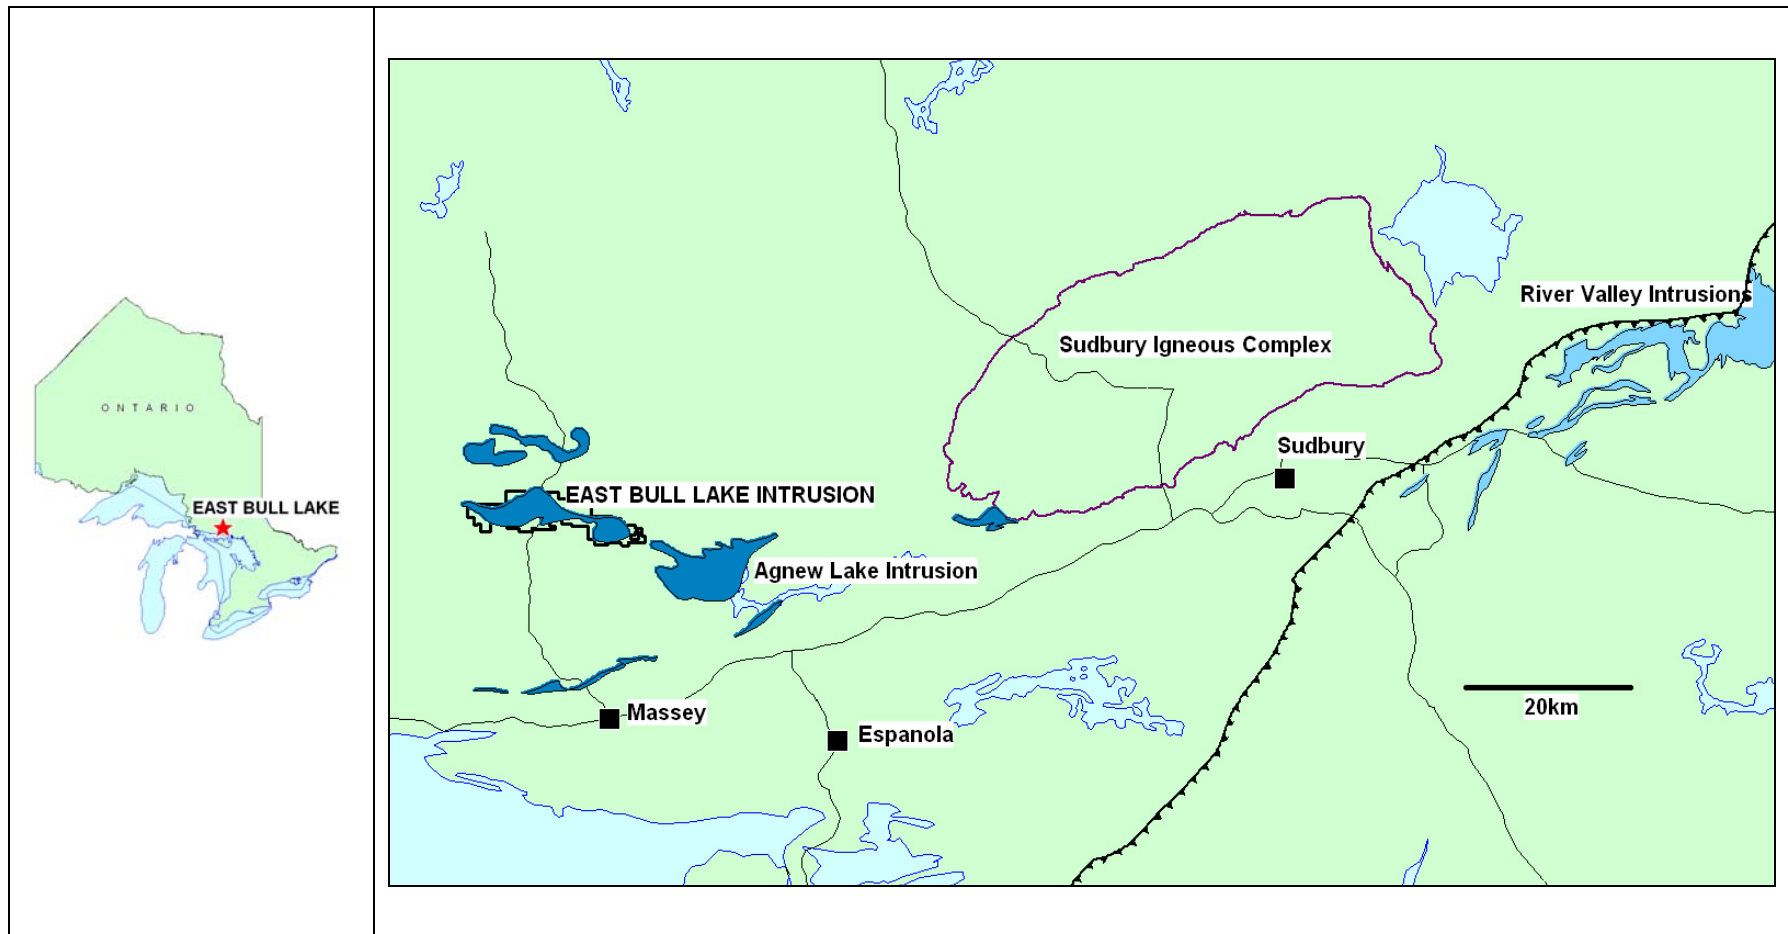 ONTARIO
EAST BULL LAKE
River Valley Intrusions
Sudbury Igneous Complex
Sudbury
EAST BULL LAKE INTRUSION
Agnew Lake Intrusion
20km
Massey
Espanola